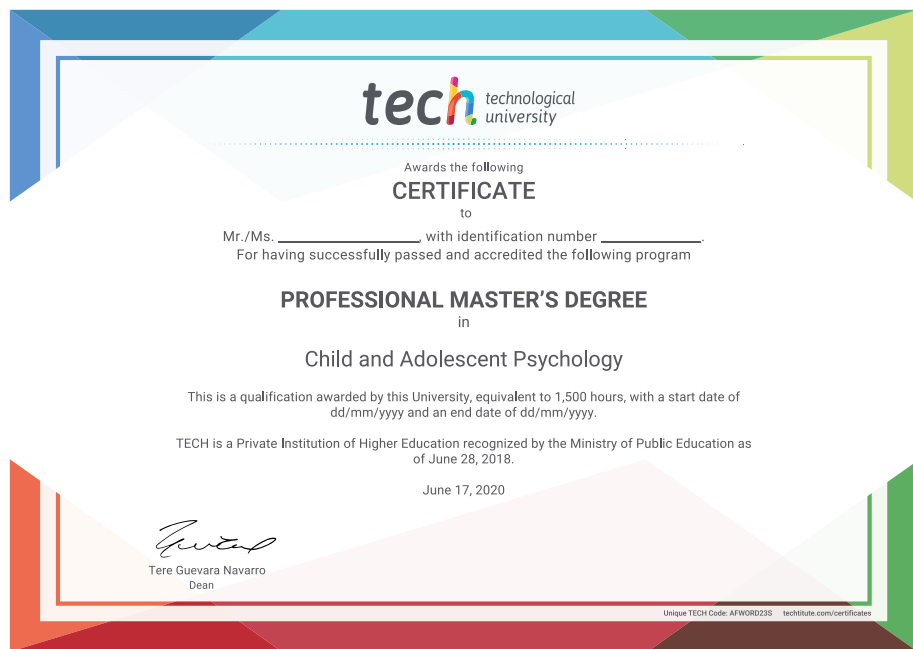 tech technological
university
Awards the following
CERTIFICATE
to
Mr./Ms. ____________________, with identification number ______________.
For having successfully passed and accredited the following program
PROFESSIONAL MASTER'S DEGREE
in
Child and Adolescent Psychology
This is a qualification awarded by this University, equivalent to 1,500 hours, with a start date of
dd/mm/yyyy and an end date of dd/mm/yyyy.
TECH is a Private Institution of Higher Education recognized by the Ministry of Public Education as
of June 28, 2018.
June 17, 2020
Tere Guevara Navarro
Dean
Unique TECH Code: AFWORD23S techtitute.com/certificates